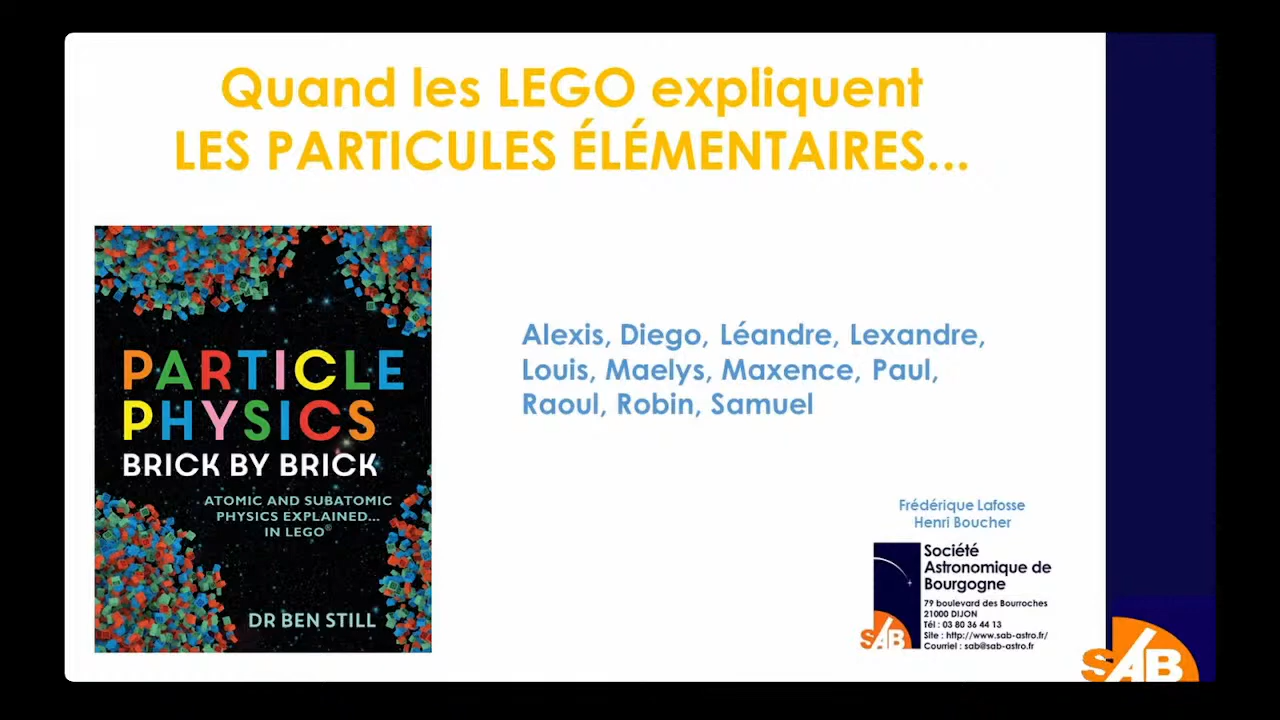 Quand les LEGO expliquent
LES PARTICULES ÉLÉMENTAIRES...
PARTICLE
PHYSICS
BRICK BY BRICK
ATOMIC AND SUBATOMIC
PHYSICS EXPLAINED...
IN LEGO®
DR BEN STILL
Alexis, Diego, Léandre, Lexandre,
Louis, Maelys, Maxence, Paul,
Raoul, Robin, Samuel
Frédérique Lafosse
Henri Boucher
Société
Astronomique de
Bourgogne
79 boulevard des Bourroches
21000 DIJON
Tél : 03 80 36 44 13
Site : http://www.sab-astro.fr/
Courriel : sab@sab-astro.fr
SAB
SAB